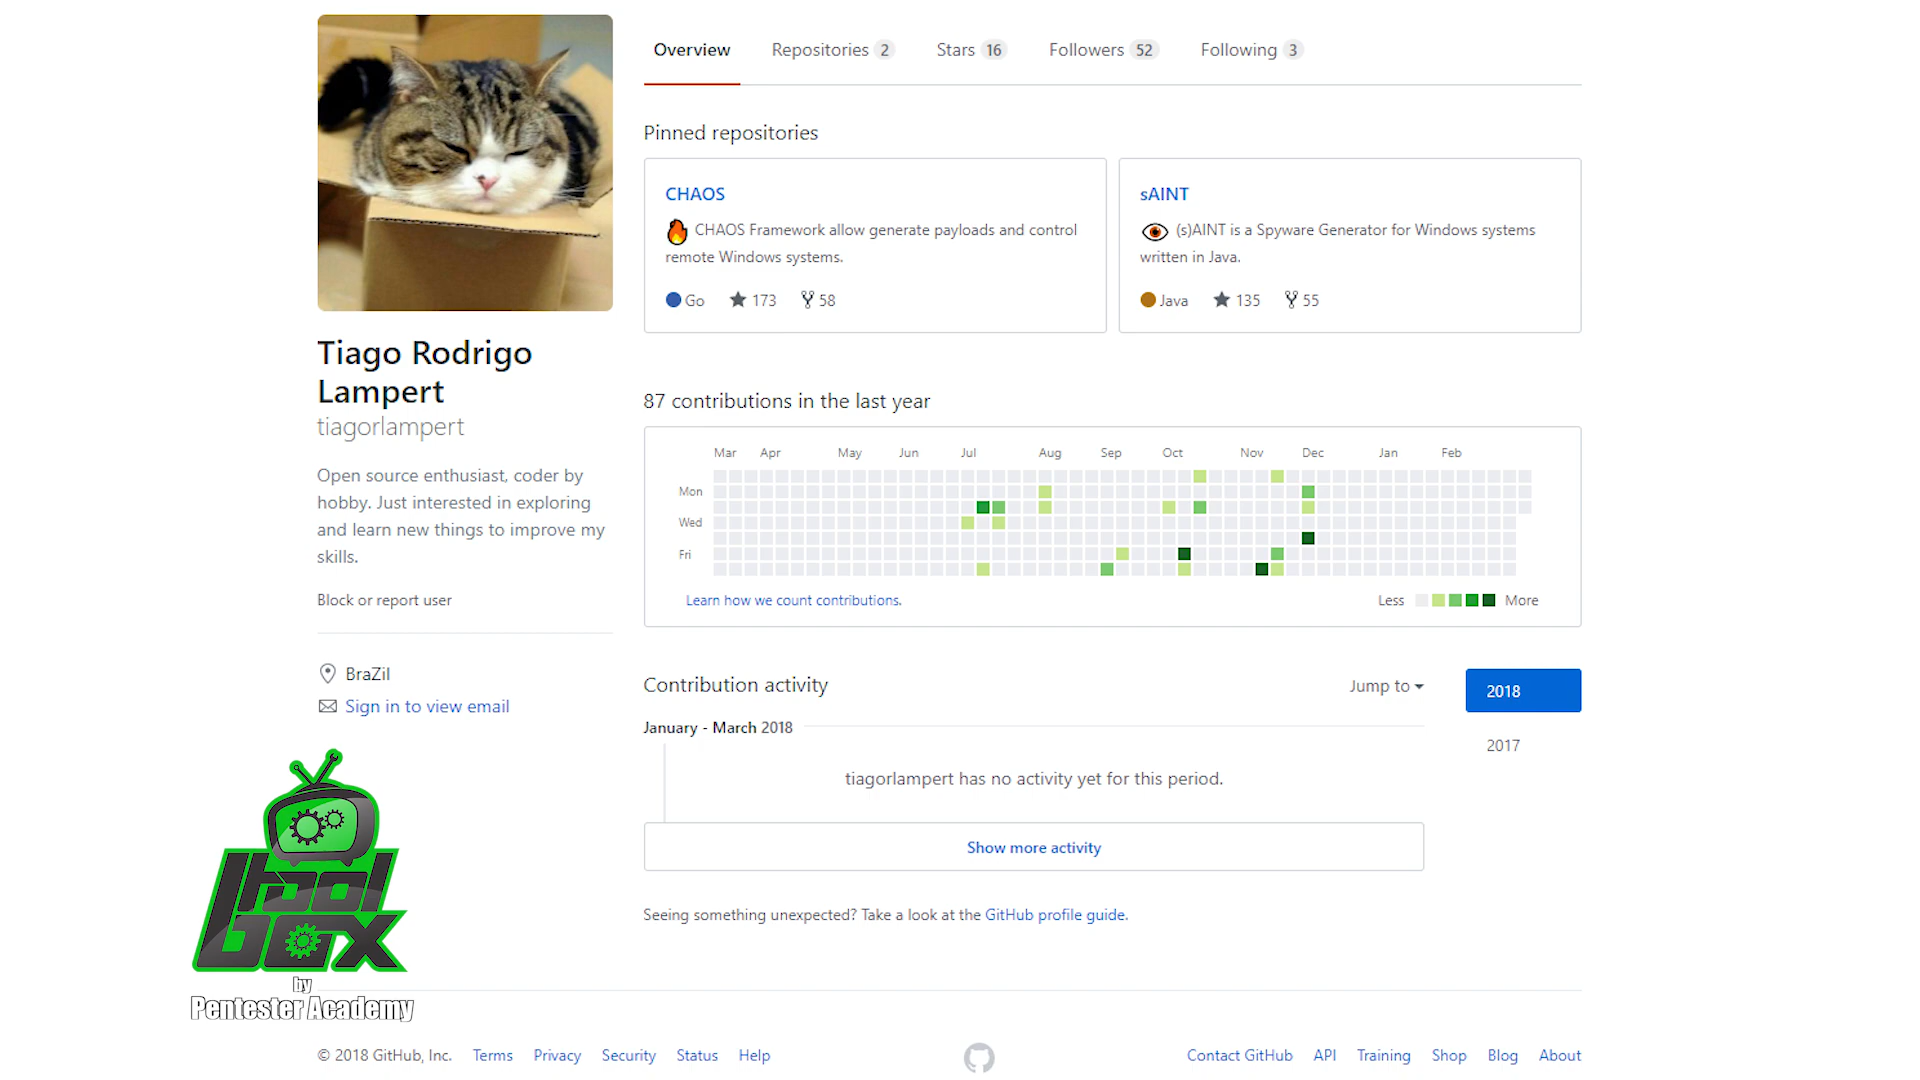 Overview
Repositories 2
Stars 16
Followers 52
Following 3
Pinned repositories
CHAOS
CHAOS Framework allow generate payloads and control
remote Windows systems.
Go 173 58
sAINT
(s)AINT is a Spyware Generator for Windows systems
written in Java.
Java 135 55
Tiago Rodrigo
Lampert
tiagorlampert
Open source enthusiast, coder by
hobby. Just interested in exploring
and learn new things to improve my
skills.
Block or report user
BraZil
Sign in to view email
87 contributions in the last year
Mar Apr May Jun Jul Aug Sep Oct Nov Dec Jan Feb
Mon
Wed
Fri
Learn how we count contributions.
Less More
Contribution activity
Jump to
2018
2017
January - March 2018
tiagorlampert has no activity yet for this period.
Show more activity
Seeing something unexpected? Take a look at the GitHub profile guide.
tool
box
by
Pentester Academy
© 2018 GitHub, Inc. Terms Privacy Security Status Help
Contact GitHub API Training Shop Blog About